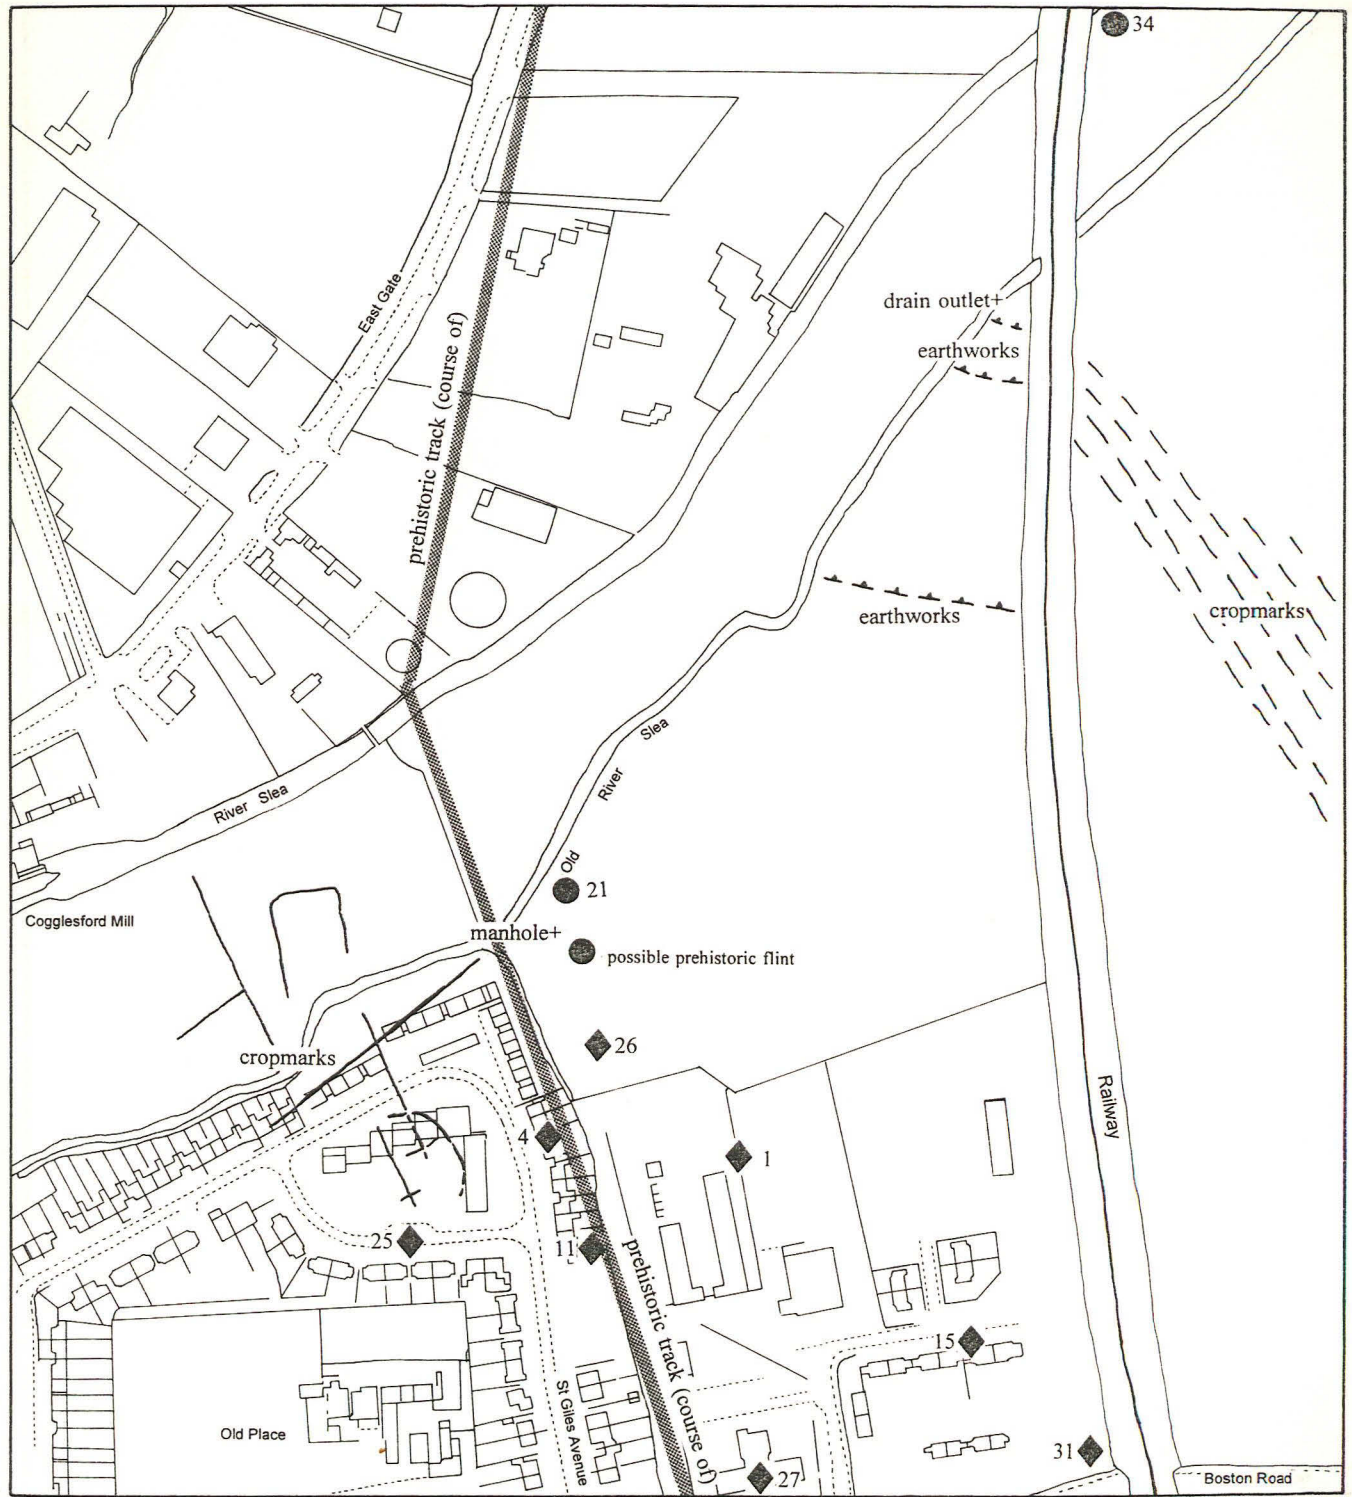 34
East Gate
drain outlet+
earthworks
prehistoric track (course of)
earthworks
cropmarks
River Slea
River Slea
Old
21
Cogglesford Mill
manhole+
possible prehistoric flint
26
cropmarks
Railway
4
1
25
11
prehistoric track (course of)
15
St Giles Avenue
Old Place
31
27
Boston Road